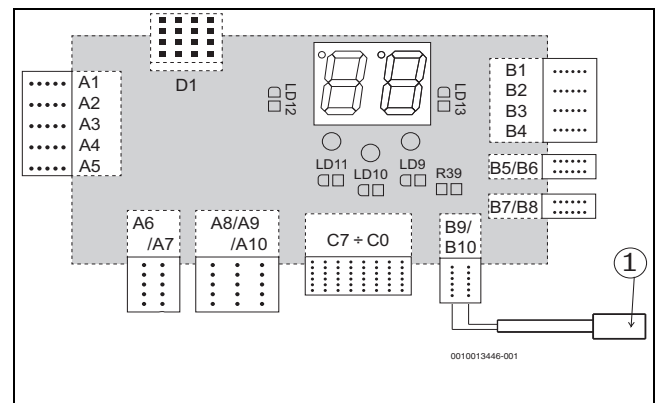 D1
A1
A2
A3
A4
A5
LD12
88
LD13
B1
B2
B3
B4
B5/B6
B7/B8
LD11
LD10
LD9
R39
A6
/A7
A8/A9
/A10
C7 ÷ C0
B9/
B10
1
0010013446-001